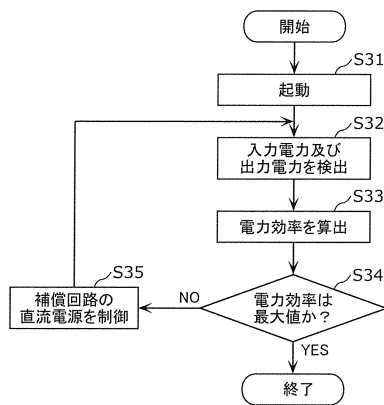 開始
S31
起動
S32
入力電力及び
出力電力を検出
S33
電力効率を算出
S34
電力効率は
最大値か?
S35
補償回路の
直流電源を制御
NO
YES
終了